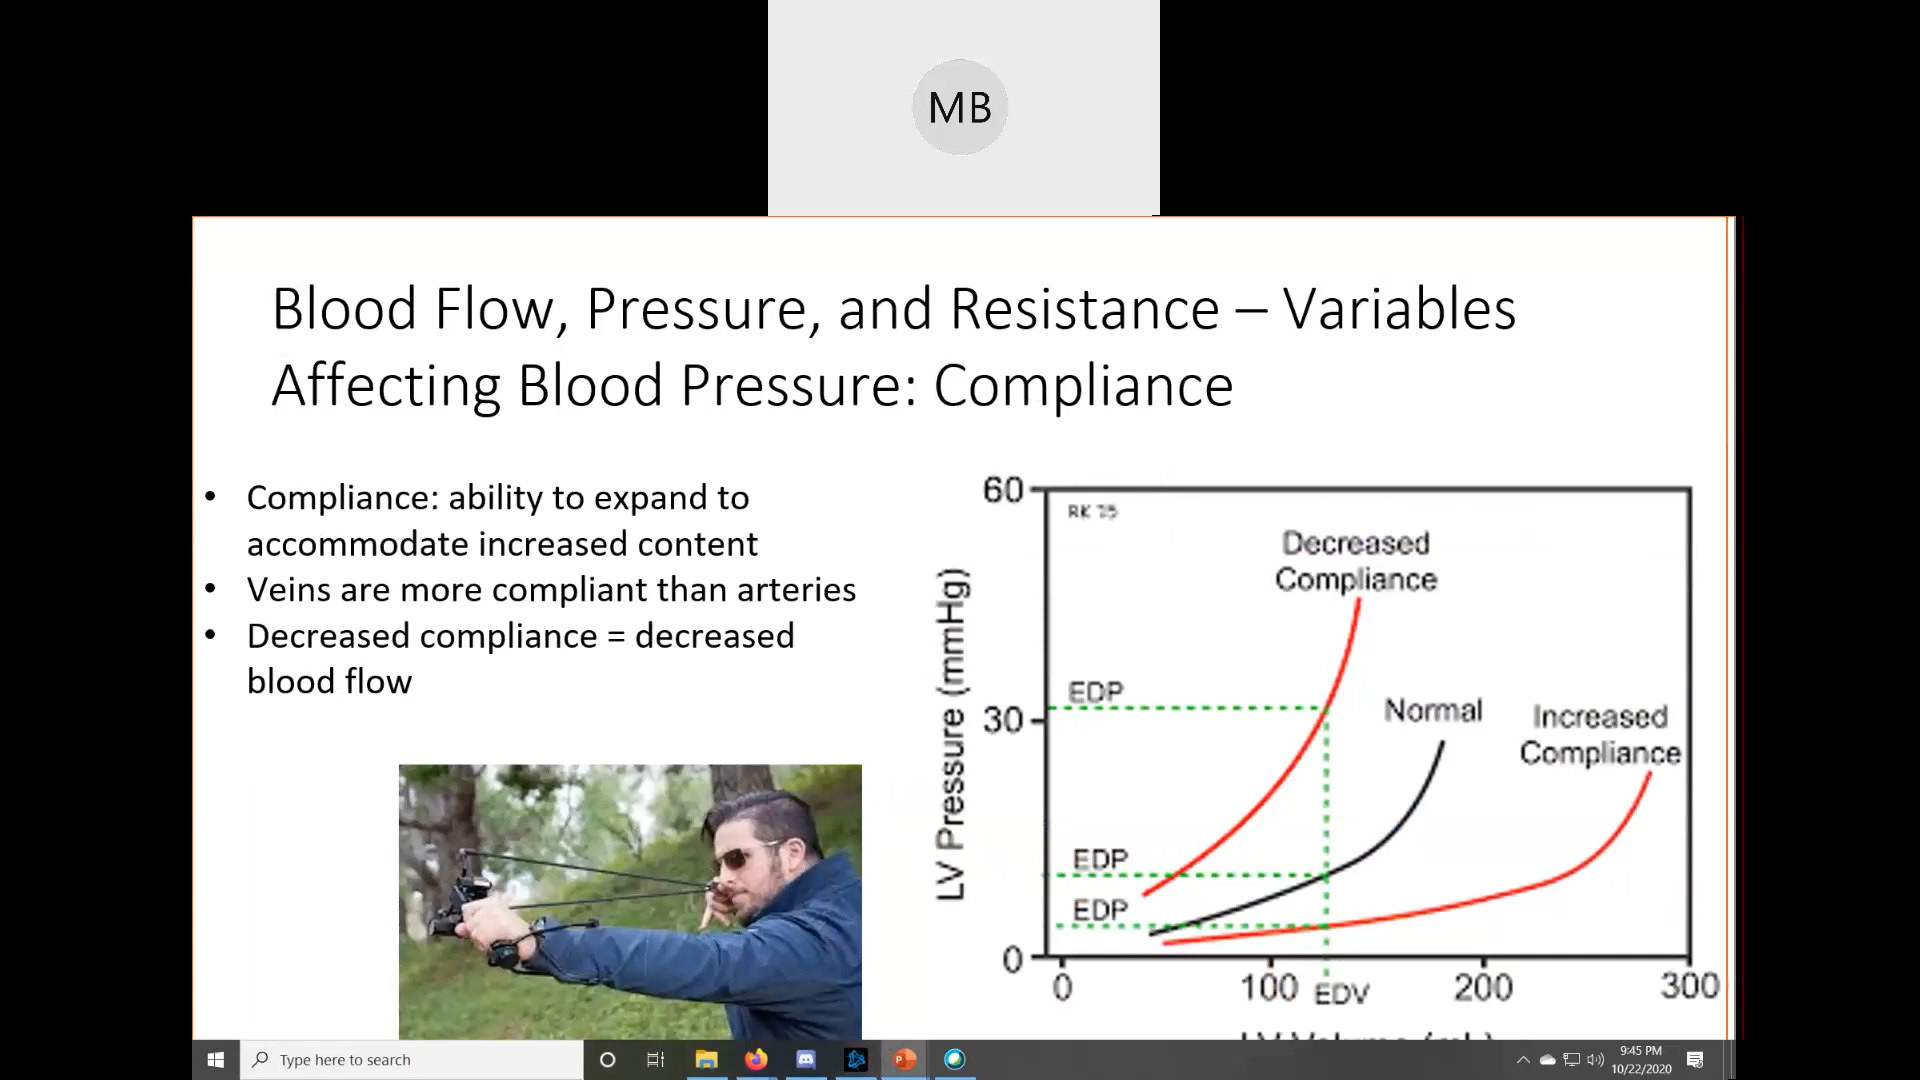 MB
Blood Flow, Pressure, and Resistance – Variables
Affecting Blood Pressure: Compliance
• Compliance: ability to expand to
accommodate increased content
• Veins are more compliant than arteries
• Decreased compliance = decreased
blood flow
60
Decreased
Compliance
LV Pressure (mmHg)
EDP
30
Normal
Increased
Compliance
EDP
EDP
0
0
100
EDV
200
300
Type here to search
9:45 PM
10/22/2020